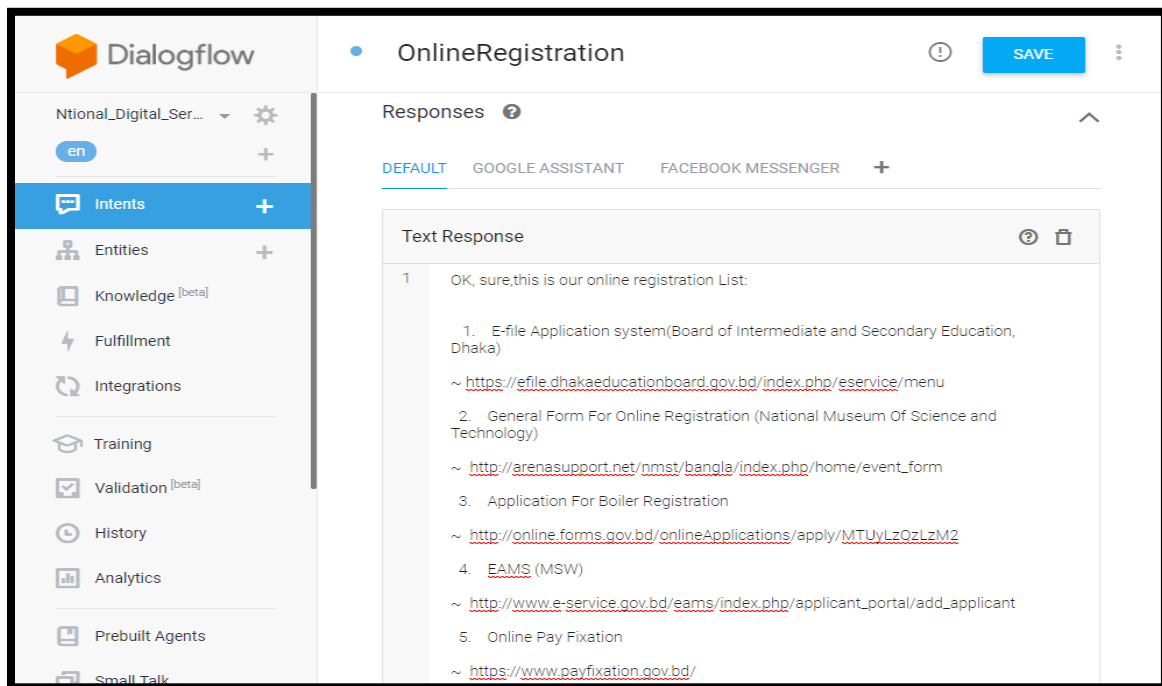 Dialogflow
Ntional_Digital_Ser...
en
Intents
Entities
Knowledge [beta]
Fulfillment
Integrations
Training
Validation [beta]
History
Analytics
Prebuilt Agents
Small Talk
OnlineRegistration
SAVE
Responses
DEFAULT GOOGLE ASSISTANT FACEBOOK MESSENGER +
Text Response
1 OK, sure,this is our online registration List:
1. E-file Application system(Board of Intermediate and Secondary Education,
Dhaka)
~ https://efile.dhakaeducationboard.gov.bd/index.php/eservice/menu
2. General Form For Online Registration (National Museum Of Science and
Technology)
~ http://arenasupport.net/nmst/bangla/index.php/home/event_form
3. Application For Boiler Registration
~ http://online.forms.gov.bd/onlineApplications/apply/MTUyLzQzLzM2
4. EAMS (MSW)
~ http://www.e-service.gov.bd/eams/index.php/applicant_portal/add_applicant
5. Online Pay Fixation
~ https://www.payfixation.gov.bd/